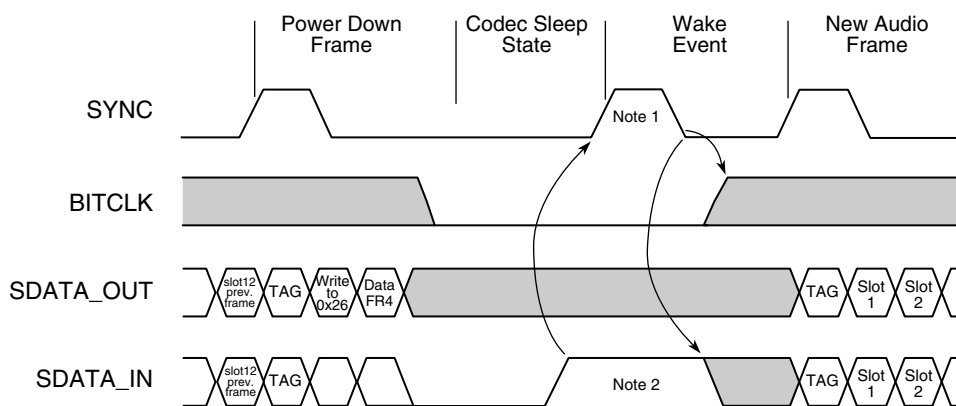 Power Down
Frame
Codec Sleep
State
Wake
Event
New Audio
Frame
SYNC
Note 1
BITCLK
SDATA_OUT
slot12
prev.
frame
TAG
Write
to
0x26
Data
FR4
TAG
Slot
1
Slot
2
SDATA_IN
slot12
prev.
frame
TAG
Note 2
TAG
Slot
1
Slot
2